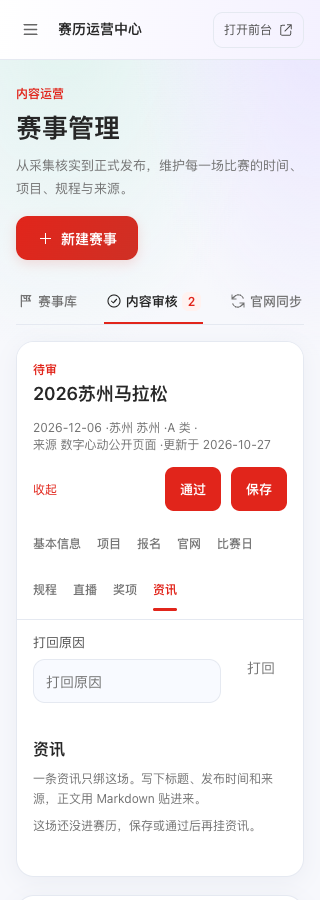 赛历运营中心
打开前台
内容运营
赛事管理
从采集核实到正式发布，维护每一场比赛的时间、
项目、规程与来源。
新建赛事
赛事库 内容审核 2 官网同步
待审
2026苏州马拉松
2026-12-06 ·苏州 苏州 ·A 类 ·
来源 数字心动公开页面 ·更新于 2026-10-27
收起 通过 保存
基本信息 项目 报名 官网 比赛日
规程 直播 奖项 资讯
打回原因
打回原因 打回
资讯
一条资讯只绑这场。写下标题、发布时间和来
源，正文用 Markdown 贴进来。
这场还没进赛历，保存或通过后再挂资讯。